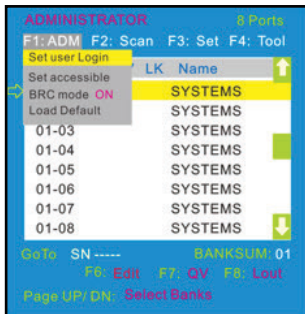 ADMINISTRATOR 8 Ports
F1: ADM F2: Scan F3: Set F4: Tool
Set user Login
LK Name
Set accessible
BRC mode ON SYSTEMS
Load Default SYSTEMS
01-03 SYSTEMS
01-04 SYSTEMS
01-05 SYSTEMS
01-06 SYSTEMS
01-07 SYSTEMS
01-08 SYSTEMS
GoTo SN ----- BANKSUM: 01
F6: Edit F7: QV F8: Lout
Page UP/ DN: Select Banks